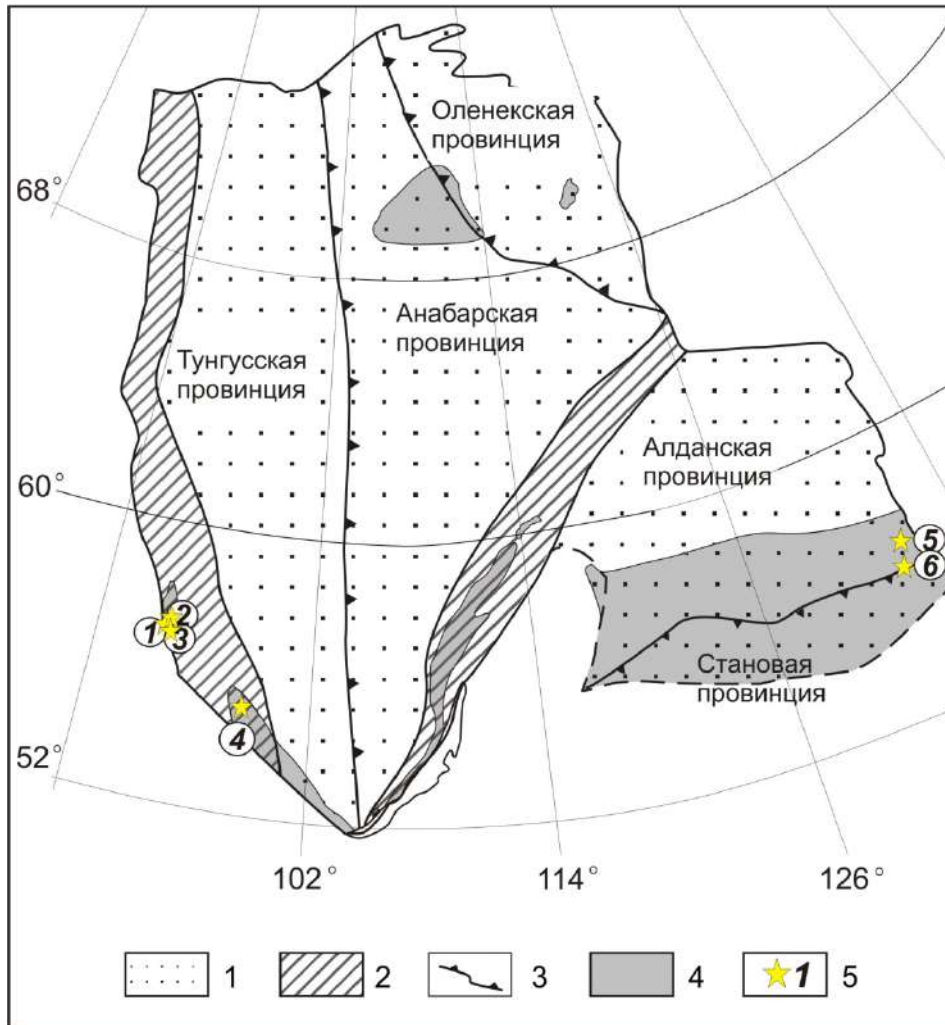 Оленекская
провинция
68°
Анабарская
провинция
Тунгусская
провинция
Алданская
провинция
60°
5
6
2
1
3
Становая
провинция
4
52°
102° 114° 126°
1 2 3 4 1 5